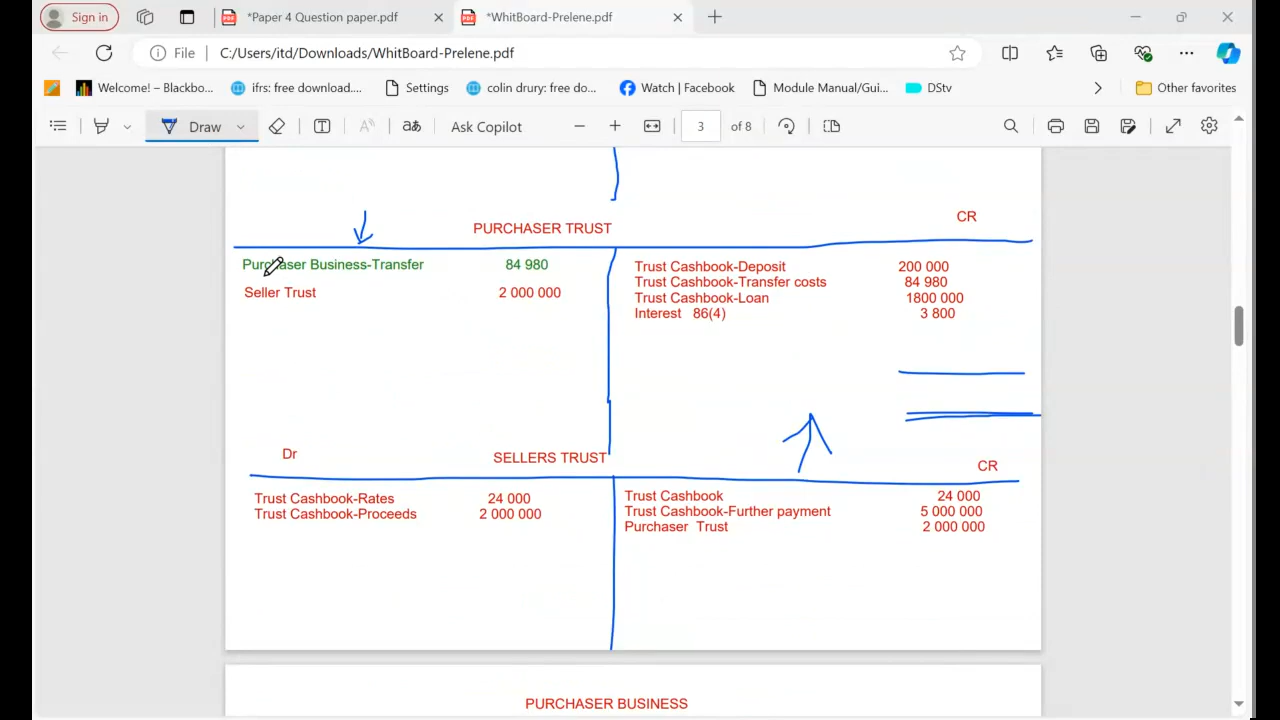 Sign in
*Paper 4 Question paper.pdf
*WhitBoard-Prelene.pdf
File C:/Users/itd/Downloads/WhitBoard-Prelene.pdf
Welcome! – Blackbo...
ifrs: free download....
Settings
colin drury: free do...
Watch | Facebook
Module Manual/Gui...
DStv
Other favorites
Draw
aあ
Ask Copilot
3 of 8
PURCHASER TRUST
CR
Purchaser Business-Transfer 84 980
Seller Trust 2 000 000
Trust Cashbook-Deposit 200 000
Trust Cashbook-Transfer costs 84 980
Trust Cashbook-Loan 1800 000
Interest 86(4) 3 800
Dr
SELLERS TRUST
CR
Trust Cashbook-Rates 24 000
Trust Cashbook-Proceeds 2 000 000
Trust Cashbook 24 000
Trust Cashbook-Further payment 5 000 000
Purchaser Trust 2 000 000
PURCHASER BUSINESS